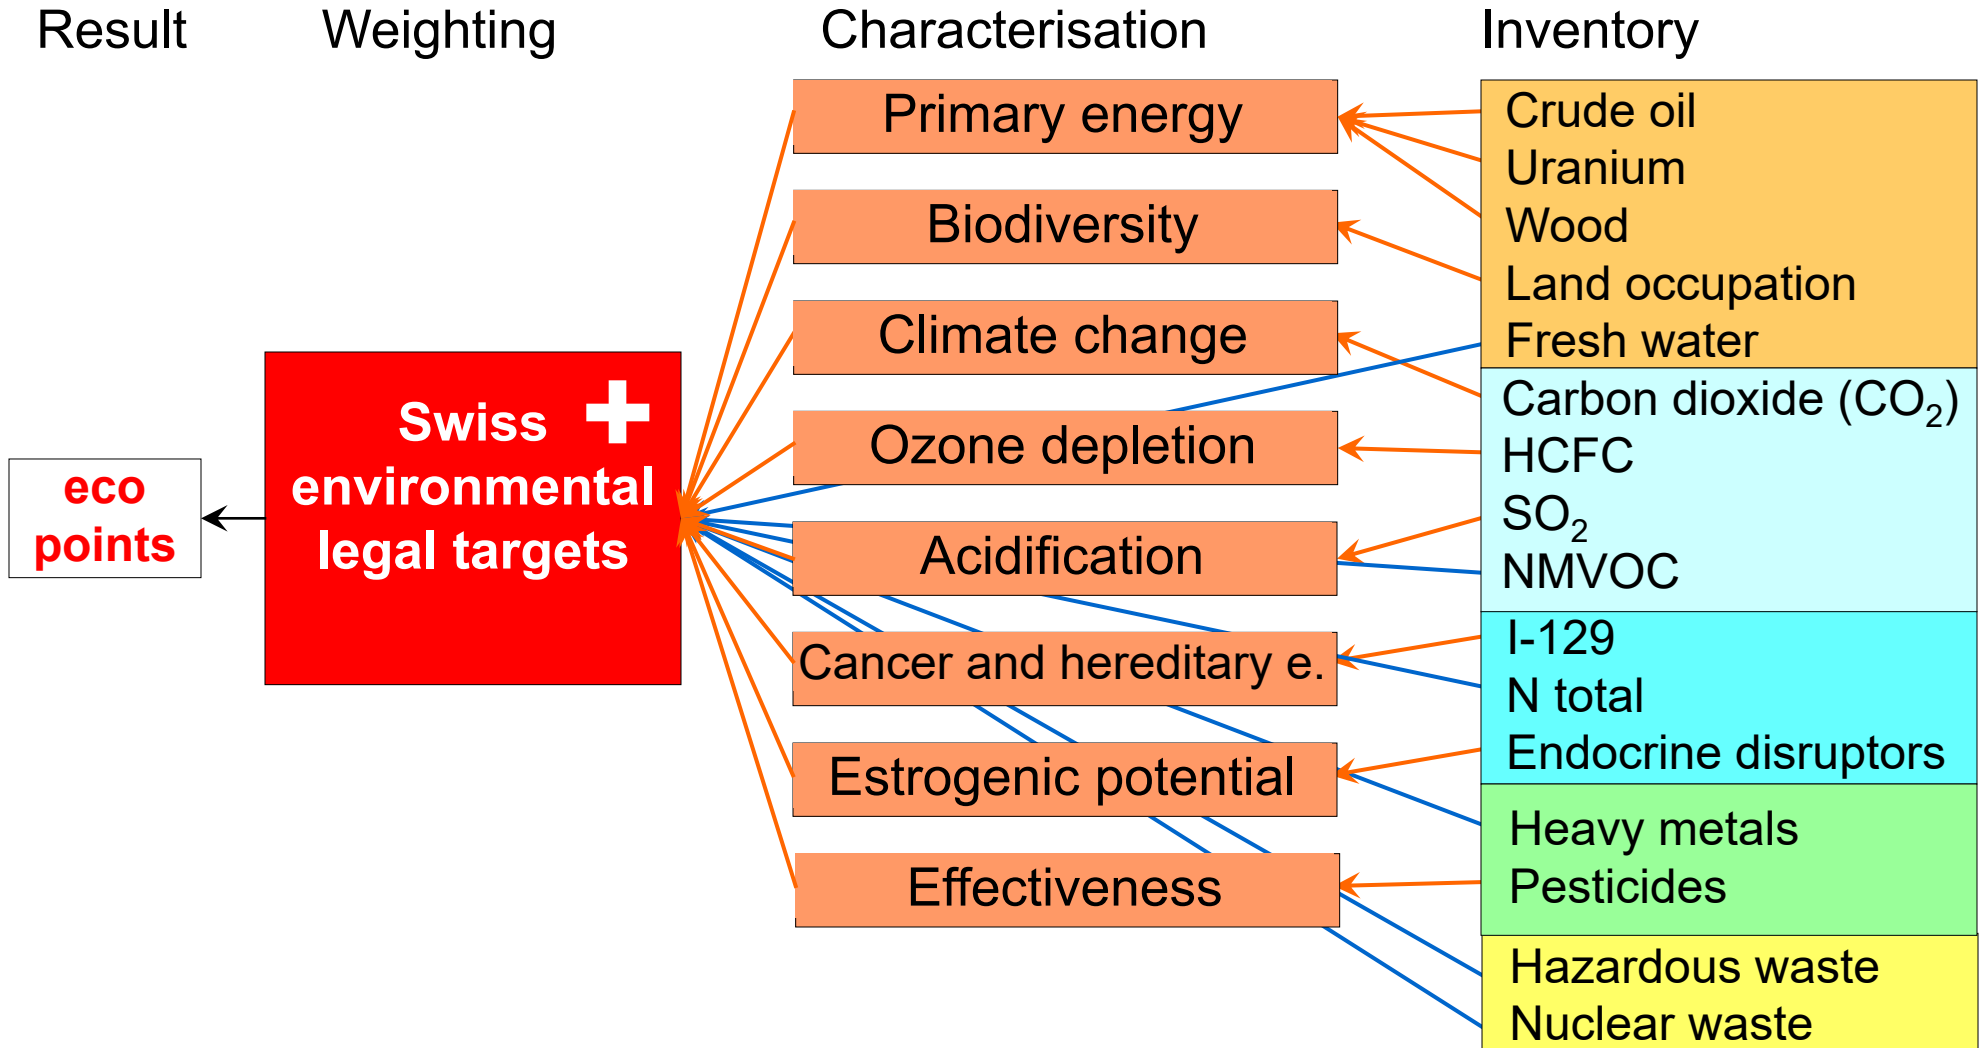 Result
Weighting
Characterisation
Inventory
eco
points
Swiss
environmental
legal targets
Primary energy
Biodiversity
Climate change
Ozone depletion
Acidification
Cancer and hereditary e.
Estrogenic potential
Effectiveness
Crude oil
Uranium
Wood
Land occupation
Fresh water
Carbon dioxide (CO₂)
HCFC
SO₂
NMVOC
I-129
N total
Endocrine disruptors
Heavy metals
Pesticides
Hazardous waste
Nuclear waste